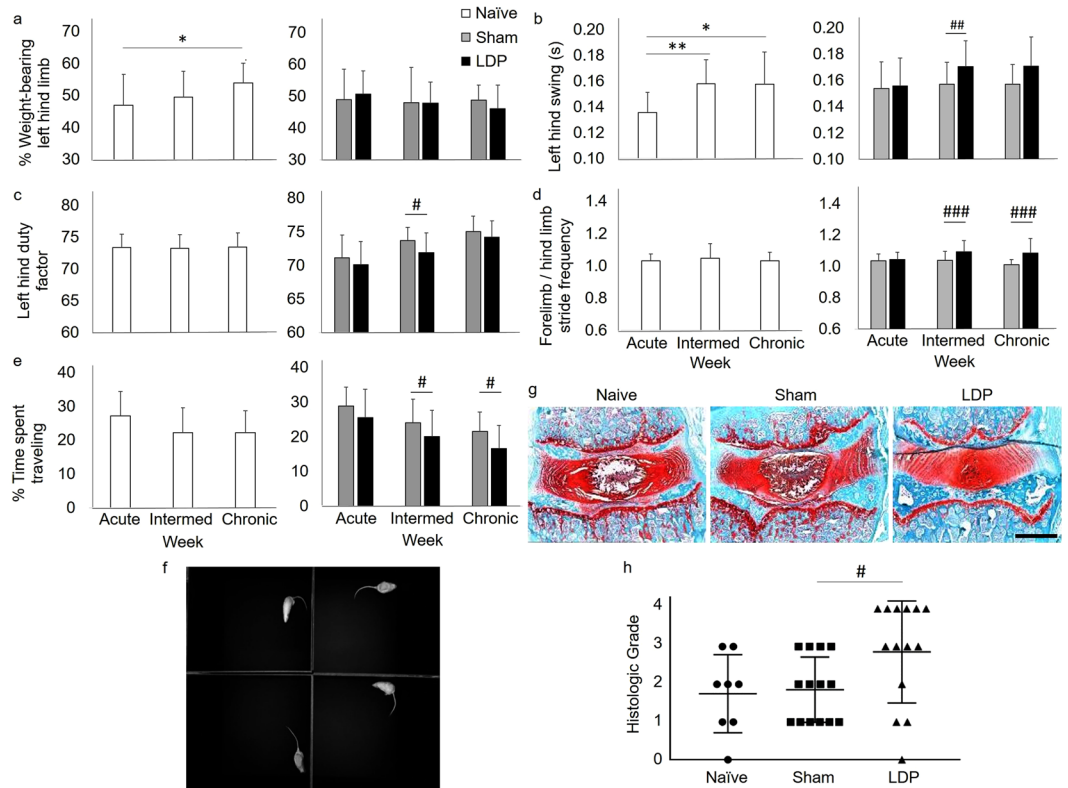 a
% Weight-bearing
left hind limb
70
60
50
40
30
*
70
60
50
40
30
Naïve
Sham
LDP
b
Left hind swing (s)
0.20
0.18
0.16
0.14
0.12
0.10
*
**
0.20
0.18
0.16
0.14
0.12
0.10
##
c
Left hind duty
factor
80
75
70
65
60
80
75
70
65
60
#
d
Forelimb / hind limb
stride frequency
1.4
1.2
1.0
0.8
0.6
Acute Intermed Chronic
Week
1.4
1.2
1.0
0.8
0.6
### ###
Acute Intermed Chronic
Week
e
% Time spent
traveling
40
30
20
10
0
Acute Intermed Chronic
Week
40
30
20
10
0
# #
Acute Intermed Chronic
Week
g
Naive Sham LDP
f
h
Histologic Grade
4
3
2
1
0
#
Naïve Sham LDP